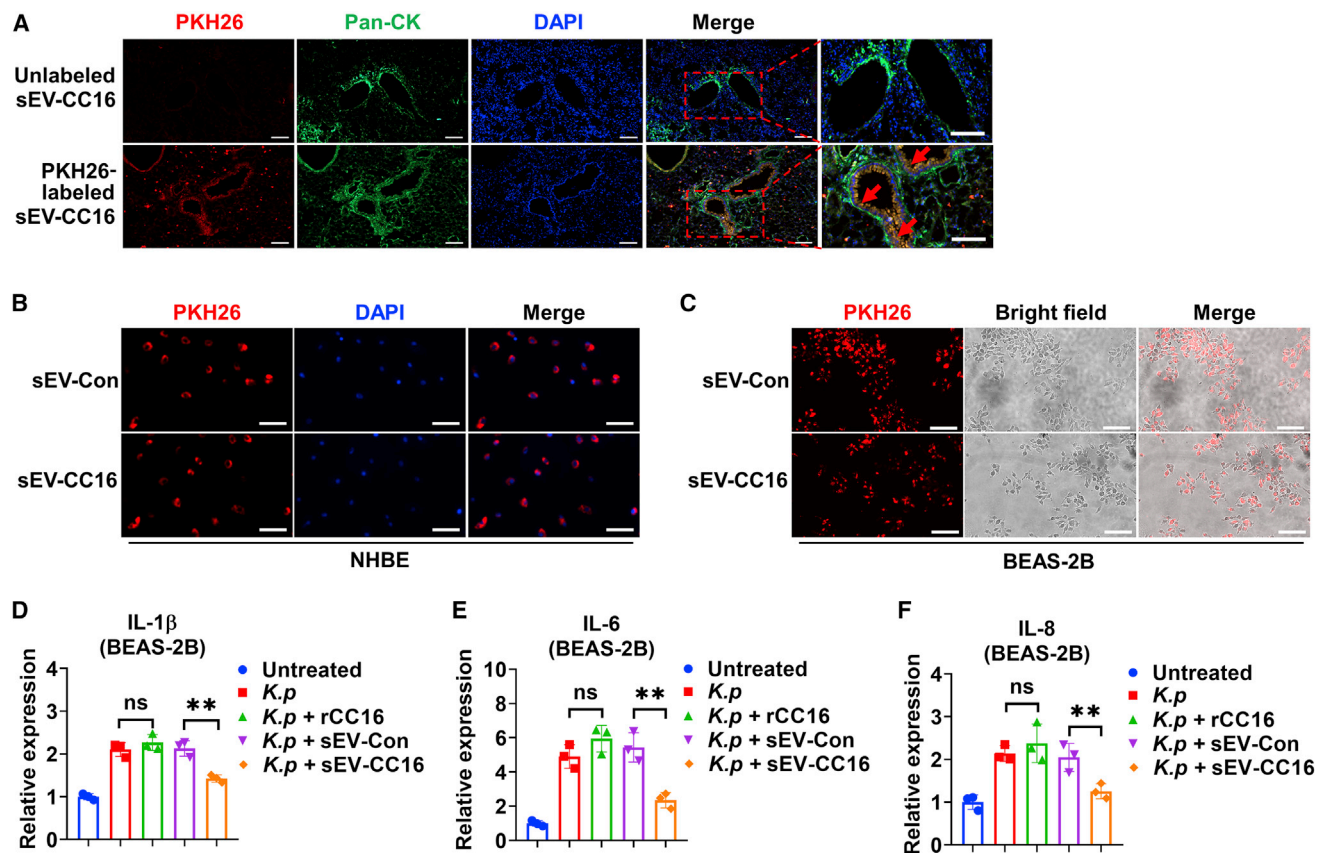 A
PKH26 Pan-CK DAPI Merge
Unlabeled
sEV-CC16
PKH26-
labeled
sEV-CC16
B
PKH26 DAPI Merge
sEV-Con
sEV-CC16
NHBE
C
PKH26 Bright field Merge
sEV-Con
sEV-CC16
BEAS-2B
D
IL-1β
(BEAS-2B)
Relative expression
4
3
2
1
0
ns
**
Untreated
K.p
K.p + rCC16
K.p + sEV-Con
K.p + sEV-CC16
E
IL-6
(BEAS-2B)
Relative expression
10
8
6
4
2
0
ns
**
Untreated
K.p
K.p + rCC16
K.p + sEV-Con
K.p + sEV-CC16
F
IL-8
(BEAS-2B)
Relative expression
4
3
2
1
0
ns
**
Untreated
K.p
K.p + rCC16
K.p + sEV-Con
K.p + sEV-CC16